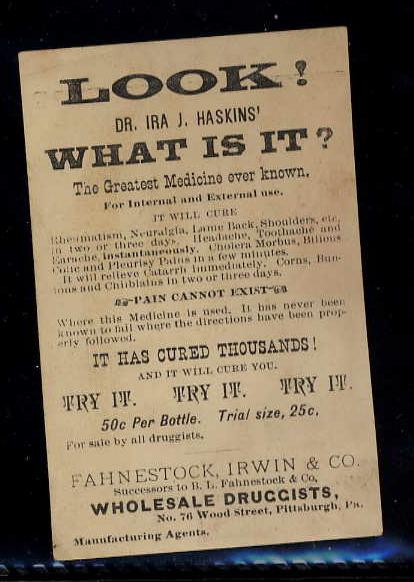 LOOK!
DR. IRA J. HASKINS'
WHAT IS IT?
The Greatest Medicine ever known.
For Internal and External use.
IT WILL CURE
Rheumatism, Neuralgia, Lame Back, Shoulders, etc,
in two or three days. Headache, Toothache and
Earache, instantaneously. Cholera Morbus, Bilious
Colic and Pleurisy Pains in a few minutes.
It will relieve Catarrh immediately. Corns, Bun-
ions and Chilblains in two or three days.
PAIN CANNOT EXIST
Where this Medicine is used. It has never been
known to fail where the directions have been prop-
erly followed.
IT HAS CURED THOUSANDS!
AND IT WILL CURE YOU.
TRY IT. TRY IT. TRY IT.
50c Per Bottle. Trial size, 25c.
For sale by all druggists.
FAHNESTOCK, IRWIN & CO.
Successors to B. L. Fahnestock & Co,
WHOLESALE DRUGGISTS,
No. 76 Wood Street, Pittsburgh, Pa.
Manufacturing Agents.